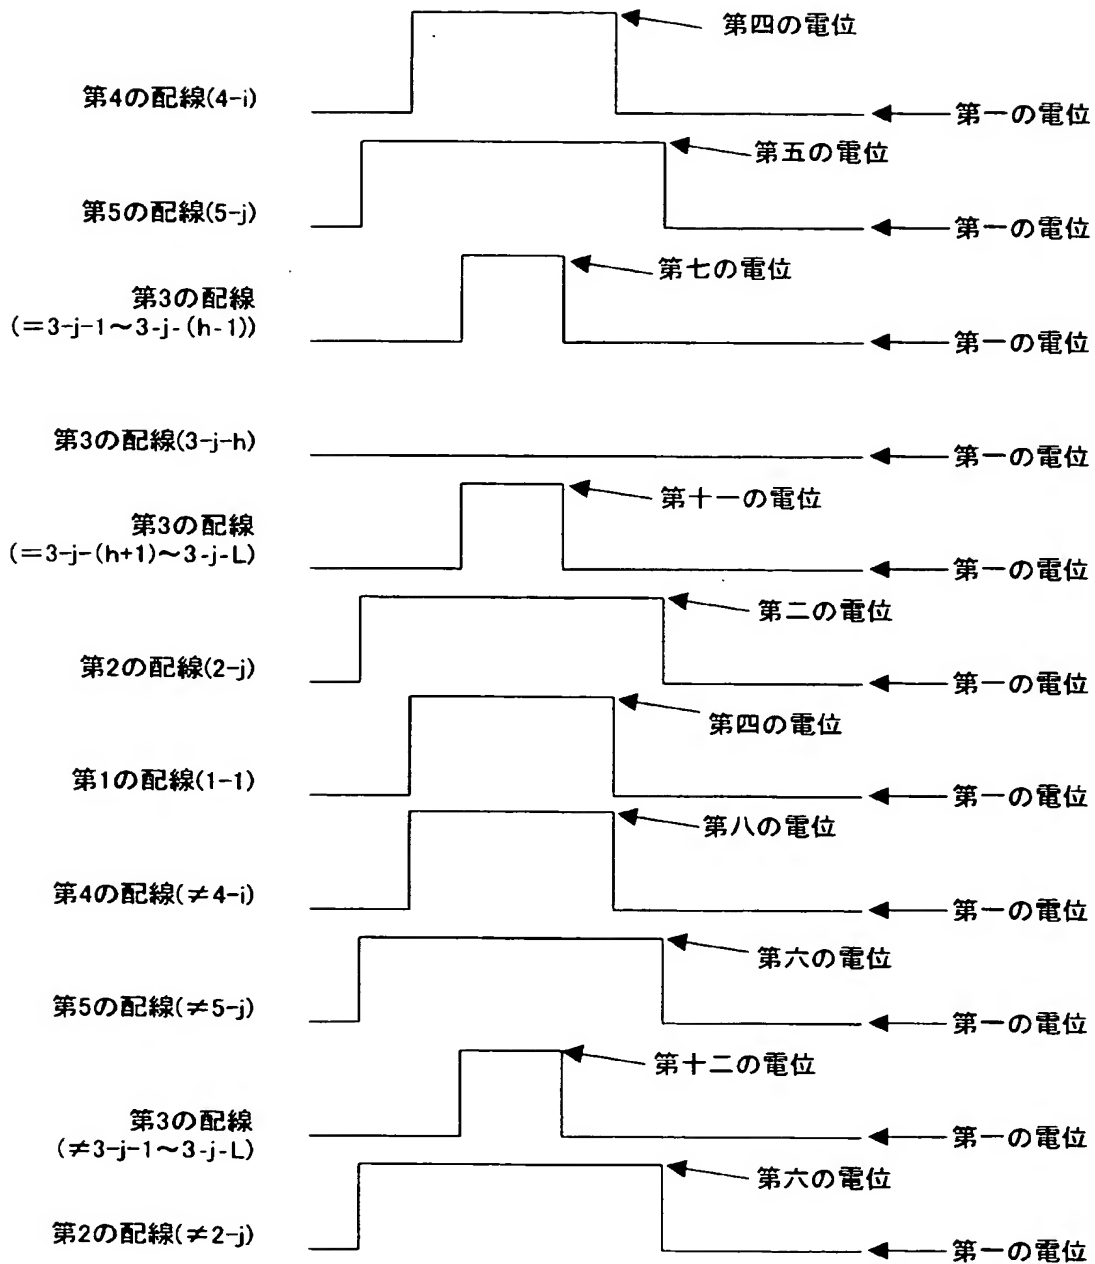 第四の電位
第4の配線(4-i)
第一の電位
第五の電位
第5の配線(5-j)
第一の電位
第七の電位
第3の配線
(=3-j-1～3-j-(h-1))
第一の電位
第3の配線(3-j-h)
第一の電位
第十一の電位
第3の配線
(=3-j-(h+1)～3-j-L)
第一の電位
第二の電位
第2の配線(2-j)
第一の電位
第四の電位
第1の配線(1-1)
第一の電位
第八の電位
第4の配線(≠4-i)
第一の電位
第六の電位
第5の配線(≠5-j)
第一の電位
第十二の電位
第3の配線
(≠3-j-1～3-j-L)
第一の電位
第六の電位
第2の配線(≠2-j)
第一の電位